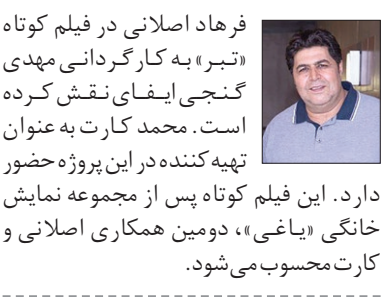 فرهاد اصلانی در فیلم کوتاه
«تبر» به کارگردانی مهدی
گنجی ایفای نقش کرده
است. محمد کارت به عنوان
تهیه‌کننده در این پروژه حضور
دارد. این فیلم کوتاه پس از مجموعه نمایش
خانگی «یاغی»، دومین همکاری اصلانی و
کارت محسوب می‌شود.